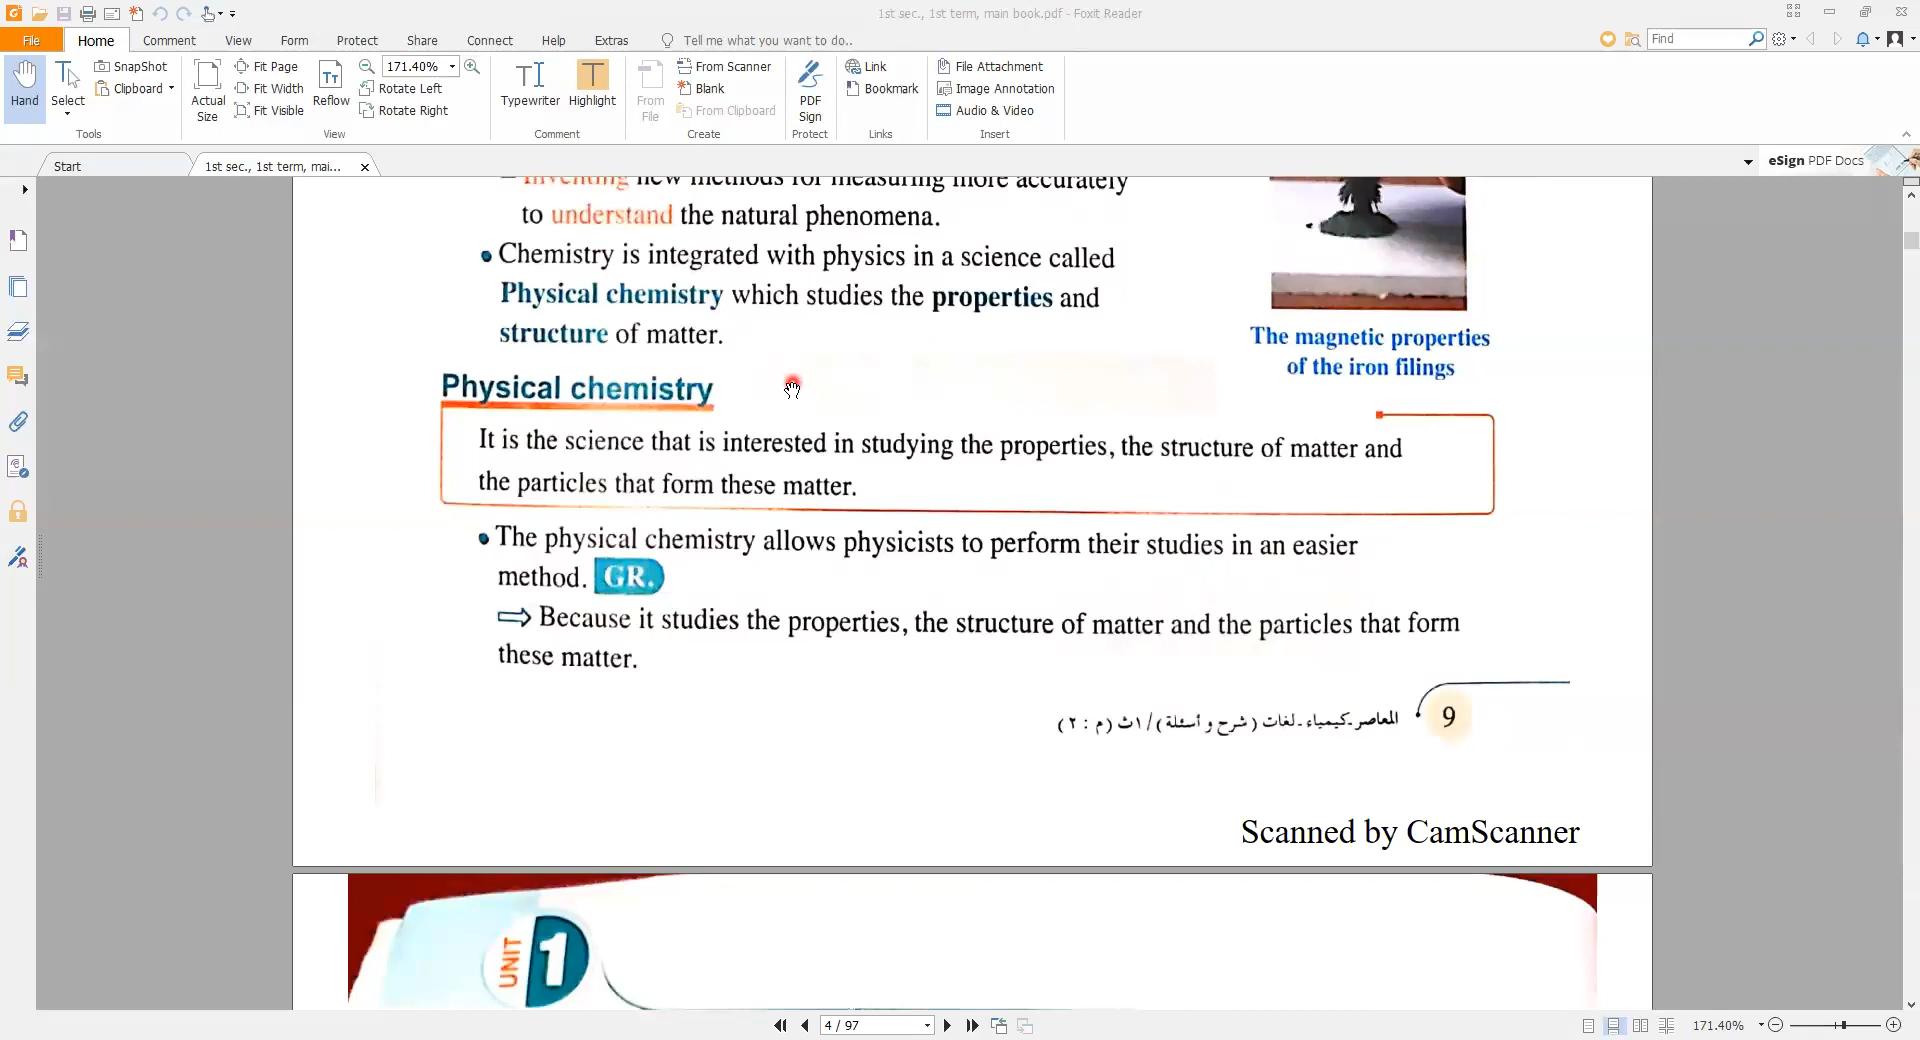 1st sec., 1st term, main book.pdf - Foxit Reader
File Home Comment View Form Protect Share Connect Help Extras Tell me what you want to do.. Find
Hand
Select
SnapShot
Clipboard
Tools
Actual Size
Fit Page
Fit Width
Fit Visible
Reflow
171.40%
Rotate Left
Rotate Right
View
Typewriter
Highlight
Comment
From File
From Scanner
Blank
From Clipboard
Create
PDF Sign
Protect
Link
Bookmark
Links
File Attachment
Image Annotation
Audio & Video
Insert
Start
1st sec., 1st term, mai...
eSign PDF Docs
– Inventing new methods for measuring more accurately
to understand the natural phenomena.
• Chemistry is integrated with physics in a science called
Physical chemistry which studies the properties and
structure of matter.
The magnetic properties
of the iron filings
Physical chemistry
It is the science that is interested in studying the properties, the structure of matter and
the particles that form these matter.
• The physical chemistry allows physicists to perform their studies in an easier
method. GR.
⇨ Because it studies the properties, the structure of matter and the particles that form
these matter.
المعاصر ـ كيمياء ـ لغات ( شرح و أسئلة ) / ١ث ( م : ٢ )
9
Scanned by CamScanner
UNIT 1
4 / 97
171.40%